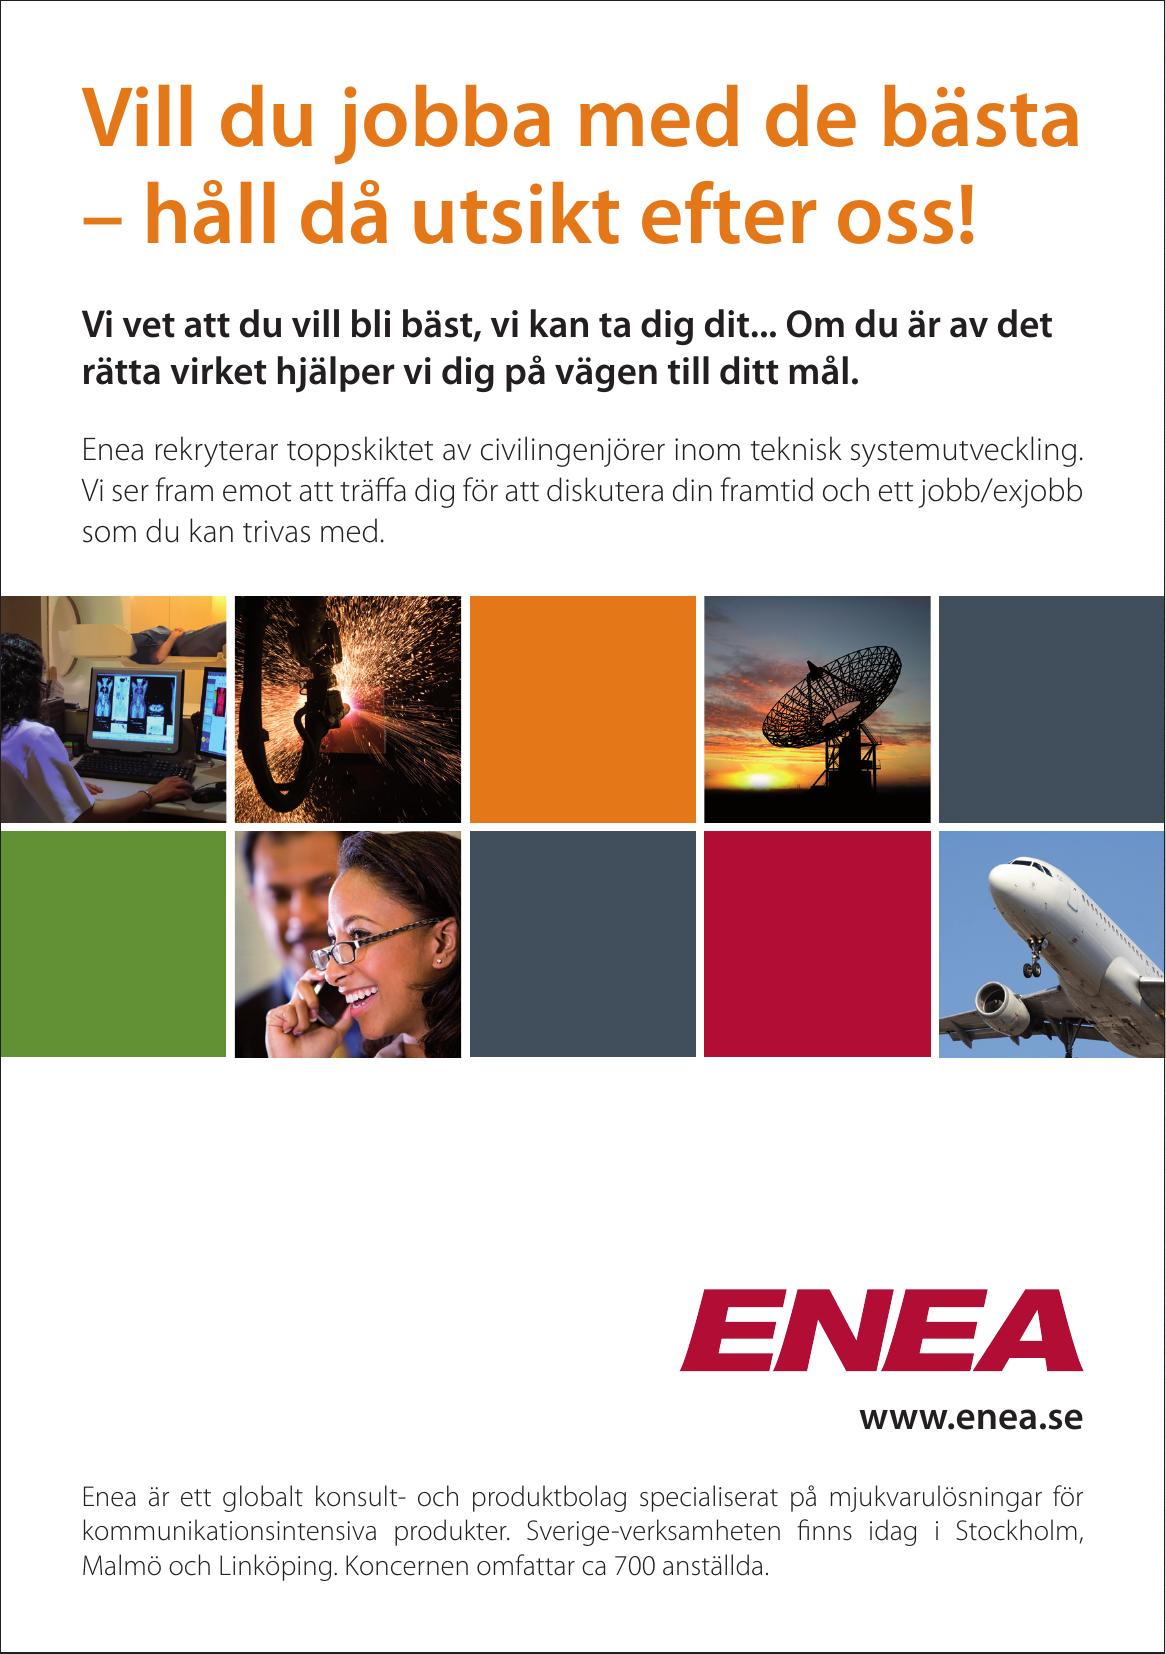 Vill du jobba med de bästa
– håll då utsikt efter oss!
Vi vet att du vill bli bäst, vi kan ta dig dit... Om du är av det
rätta virket hjälper vi dig på vägen till ditt mål.
Enea rekryterar toppskiktet av civilingenjörer inom teknisk systemutveckling.
Vi ser fram emot att träffa dig för att diskutera din framtid och ett jobb/exjobb
som du kan trivas med.
ENEA
www.enea.se
Enea är ett globalt konsult- och produktbolag specialiserat på mjukvarulösningar för
kommunikationsintensiva produkter. Sverige-verksamheten finns idag i Stockholm,
Malmö och Linköping. Koncernen omfattar ca 700 anställda.